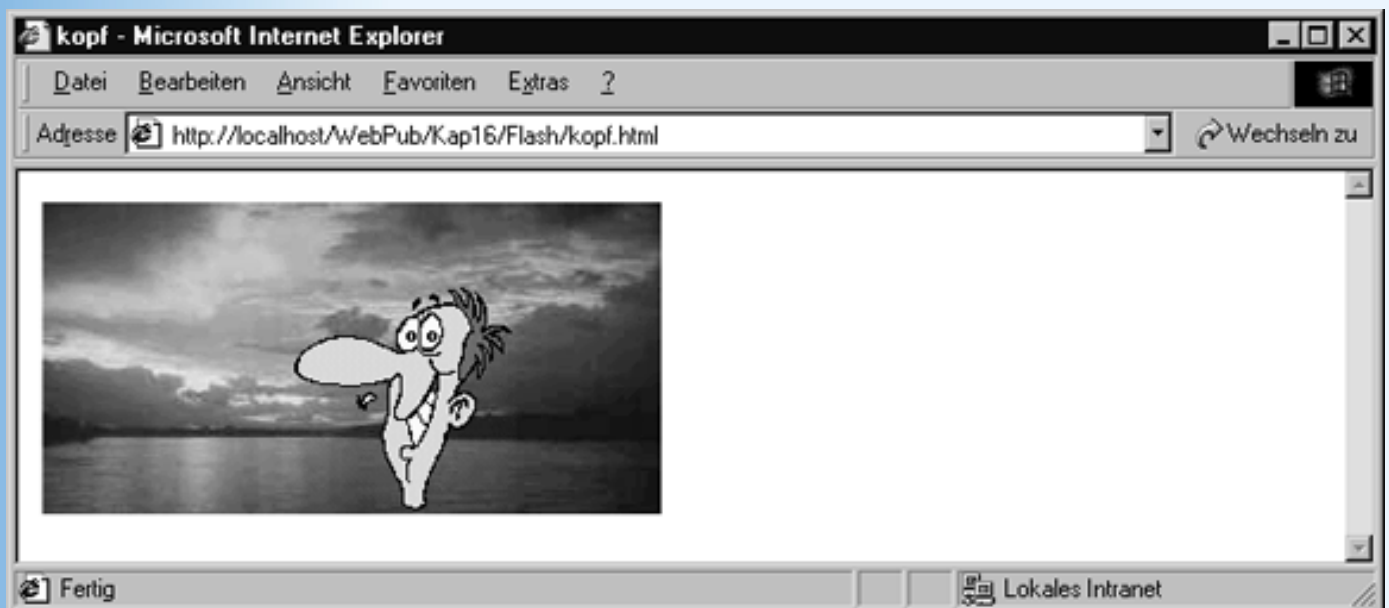 kopf - Microsoft Internet Explorer
Datei Bearbeiten Ansicht Favoriten Extras ?
Adresse http://localhost/WebPub/Kap16/Flash/kopf.html Wechseln zu
Fertig Lokales Intranet